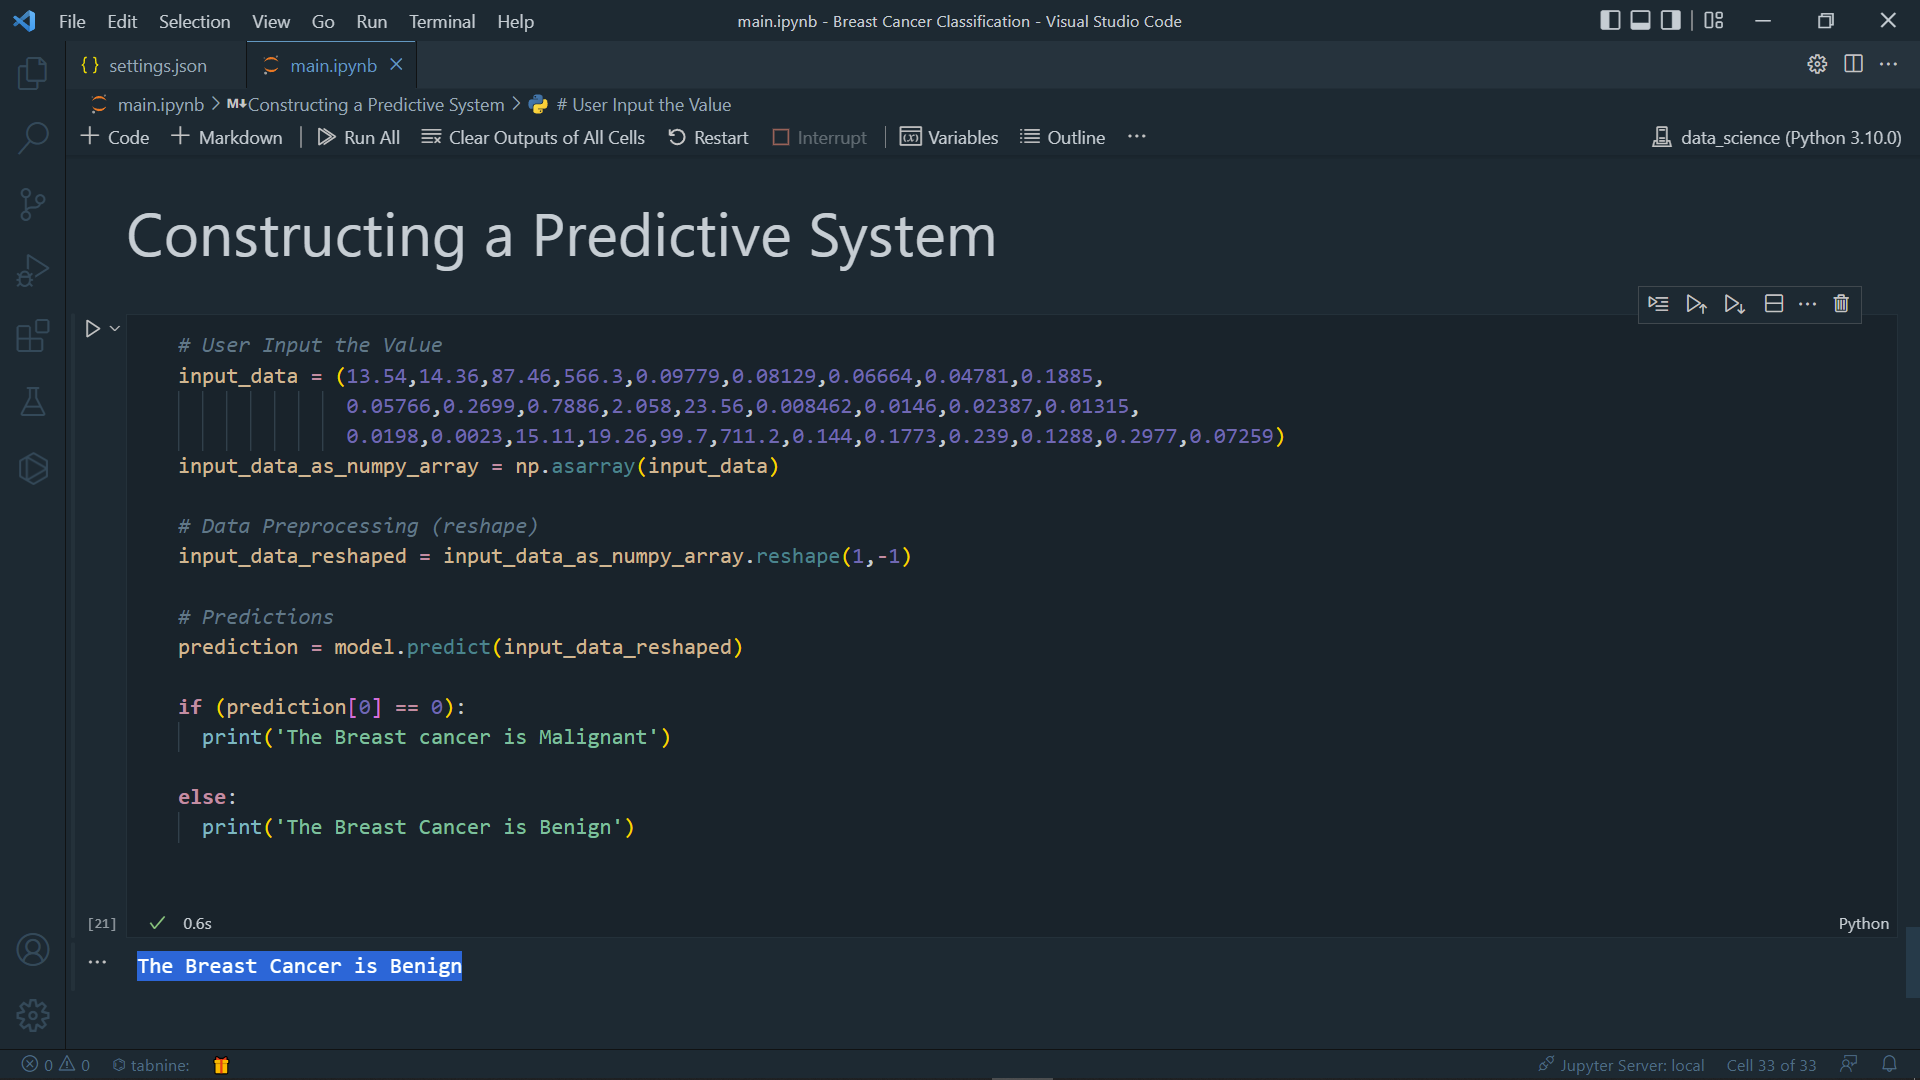 File Edit Selection View Go Run Terminal Help
main.ipynb - Breast Cancer Classification - Visual Studio Code
{ } settings.json
main.ipynb
main.ipynb > M↓Constructing a Predictive System > # User Input the Value
+ Code + Markdown | Run All Clear Outputs of All Cells Restart Interrupt | Variables Outline ···
data_science (Python 3.10.0)
Constructing a Predictive System
# User Input the Value
input_data = (13.54,14.36,87.46,566.3,0.09779,0.08129,0.06664,0.04781,0.1885,
0.05766,0.2699,0.7886,2.058,23.56,0.008462,0.0146,0.02387,0.01315,
0.0198,0.0023,15.11,19.26,99.7,711.2,0.144,0.1773,0.239,0.1288,0.2977,0.07259)
input_data_as_numpy_array = np.asarray(input_data)
# Data Preprocessing (reshape)
input_data_reshaped = input_data_as_numpy_array.reshape(1,-1)
# Predictions
prediction = model.predict(input_data_reshaped)
if (prediction[0] == 0):
print('The Breast cancer is Malignant')
else:
print('The Breast Cancer is Benign')
[21] ✓ 0.6s
Python
The Breast Cancer is Benign
0 0 tabnine:
Jupyter Server: local Cell 33 of 33